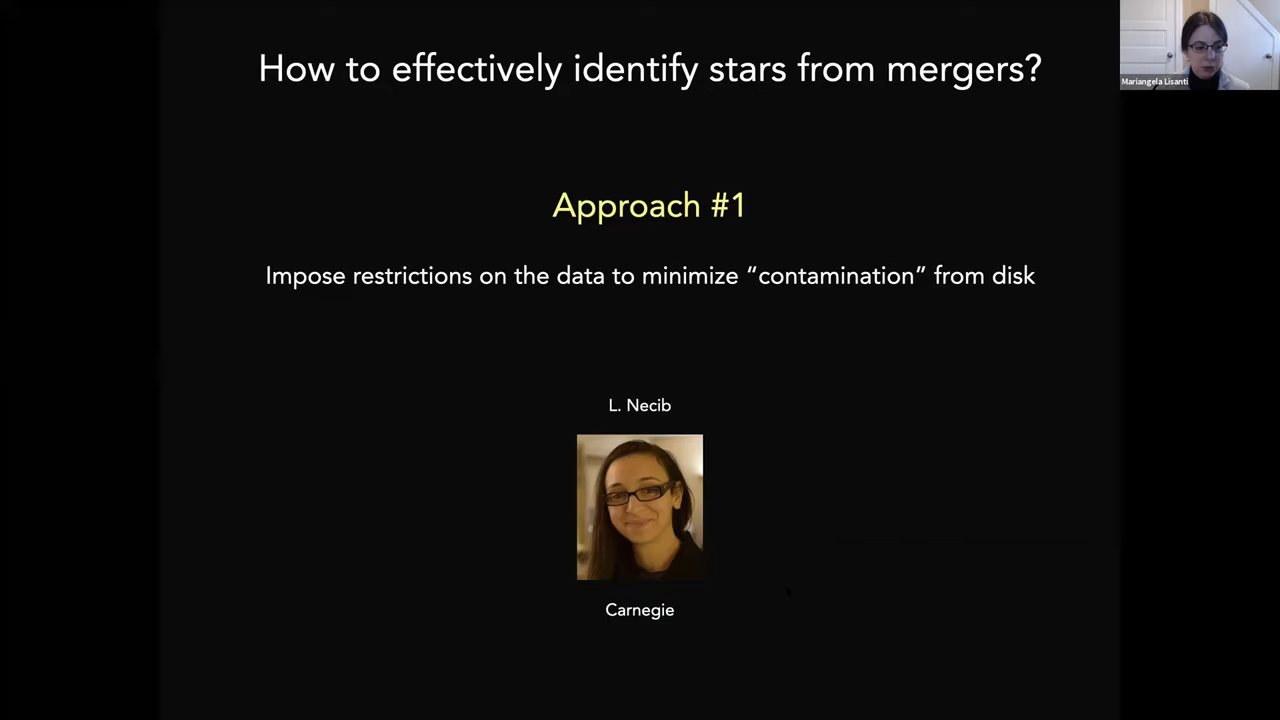 How to effectively identify stars from mergers?
Mariangela Lisanti
Approach #1
Impose restrictions on the data to minimize “contamination” from disk
L. Necib
Carnegie